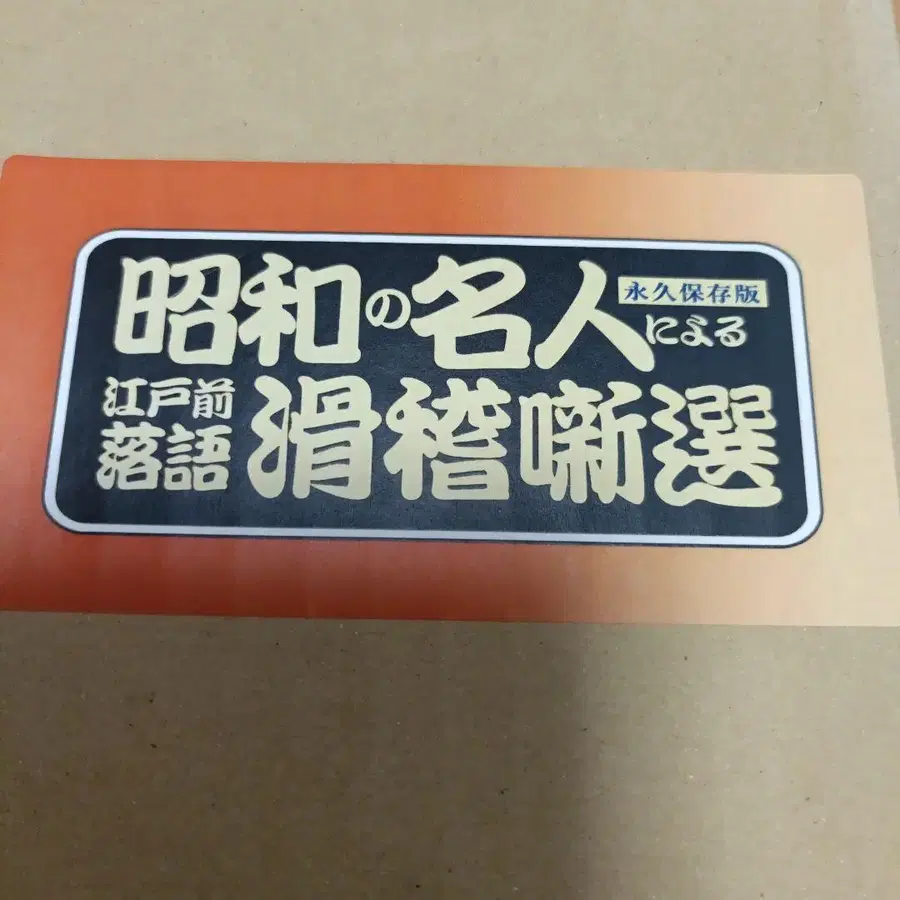 昭和の名人による
永久保存版
江戸前
落語
滑稽噺選